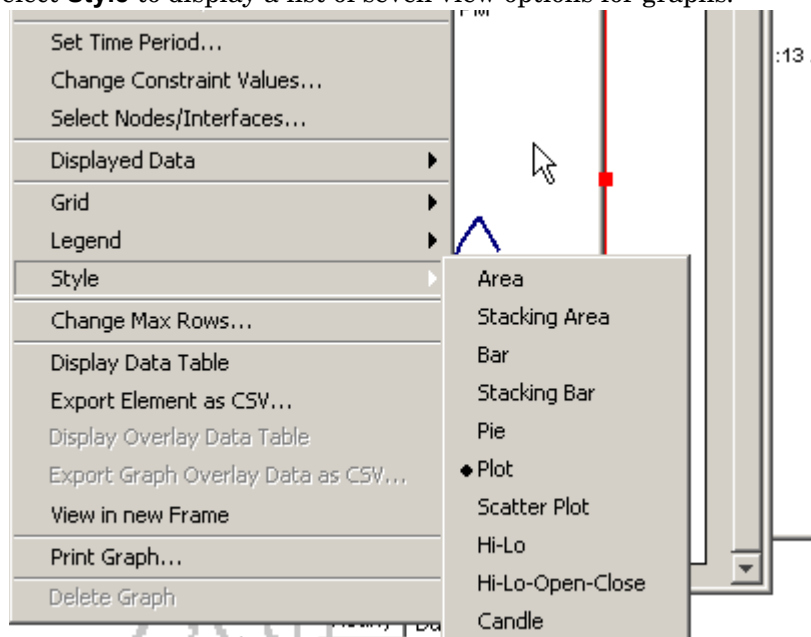 elect Style to display a list of seven view options for graphs.
PM
:13
Set Time Period...
Change Constraint Values...
Select Nodes/Interfaces...
Displayed Data
Grid
Legend
Style
Change Max Rows...
Display Data Table
Export Element as CSV...
Display Overlay Data Table
Export Graph Overlay Data as CSV...
View in new Frame
Print Graph...
Delete Graph
Area
Stacking Area
Bar
Stacking Bar
Pie
Plot
Scatter Plot
Hi-Lo
Hi-Lo-Open-Close
Candle